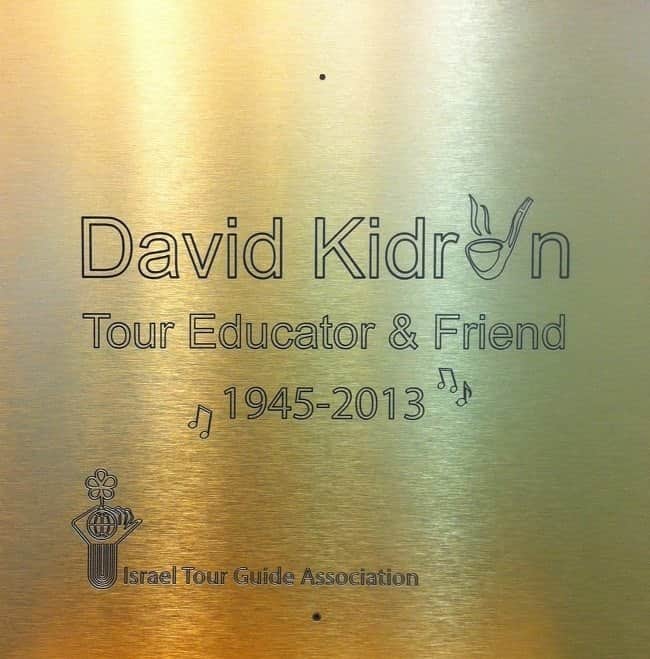 David Kidron
Tour Educator & Friend
1945-2013
Israel Tour Guide Association